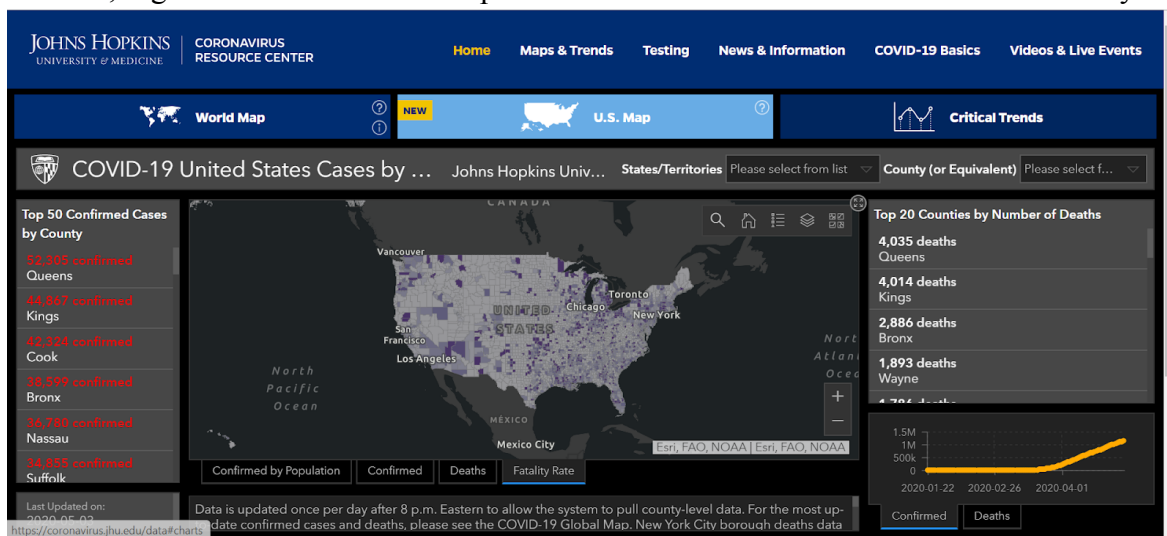 JOHNS HOPKINS
UNIVERSITY & MEDICINE
CORONAVIRUS
RESOURCE CENTER
Home
Maps & Trends
Testing
News & Information
COVID-19 Basics
Videos & Live Events
World Map
NEW
U.S. Map
Critical Trends
COVID-19 United States Cases by ...
Johns Hopkins Univ...
States/Territories
Please select from list
County (or Equivalent)
Please select f...
Top 50 Confirmed Cases
by County
52,305 confirmed
Queens
44,867 confirmed
Kings
42,324 confirmed
Cook
38,599 confirmed
Bronx
36,780 confirmed
Nassau
34,855 confirmed
Suffolk
Last Updated on:
https://coronavirus.jhu.edu/data#charts
CANADA
Vancouver
Toronto
Chicago
UNITED
New York
STATES
San
Francisco
Los Angeles
North
Pacific
Ocean
MÉXICO
Mexico City
Esri, FAO, NOAA | Esri, FAO, NOAA
Confirmed by Population
Confirmed
Deaths
Fatality Rate
Data is updated once per day after 8 p.m. Eastern to allow the system to pull county-level data. For the most up-
date confirmed cases and deaths, please see the COVID-19 Global Map. New York City borough deaths data
Top 20 Counties by Number of Deaths
4,035 deaths
Queens
4,014 deaths
Kings
2,886 deaths
Bronx
1,893 deaths
Wayne
1.5M
1M
500k
0
2020-01-22
2020-02-26
2020-04-01
Confirmed
Deaths